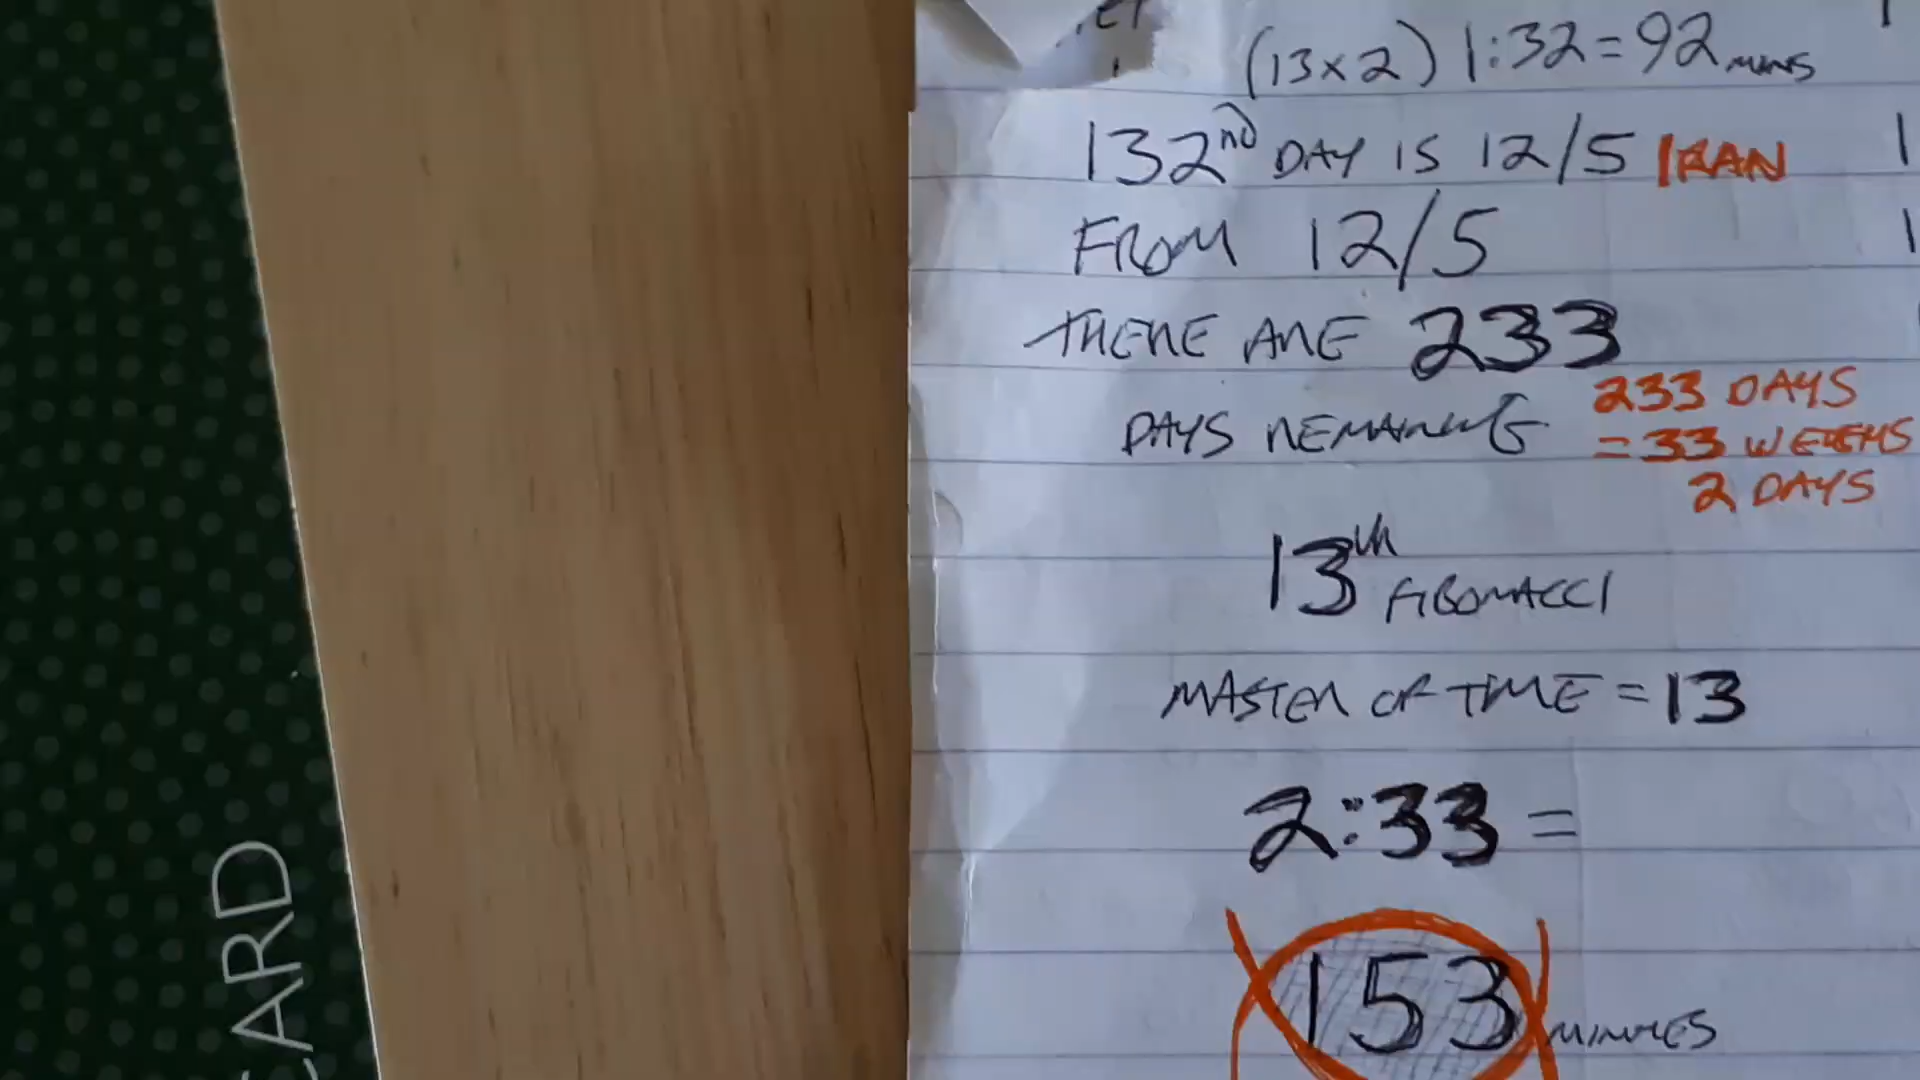 (13x2) 1:32=92 MINS
132nd DAY IS 12/5 IRAN
FROM 12/5
THERE ARE 233
DAYS REMAINING
233 DAYS
=33 WEEKS
2 DAYS
13th FIBONACCI
MASTER OF TIME=13
2:33=
153 MINUTES
CARD